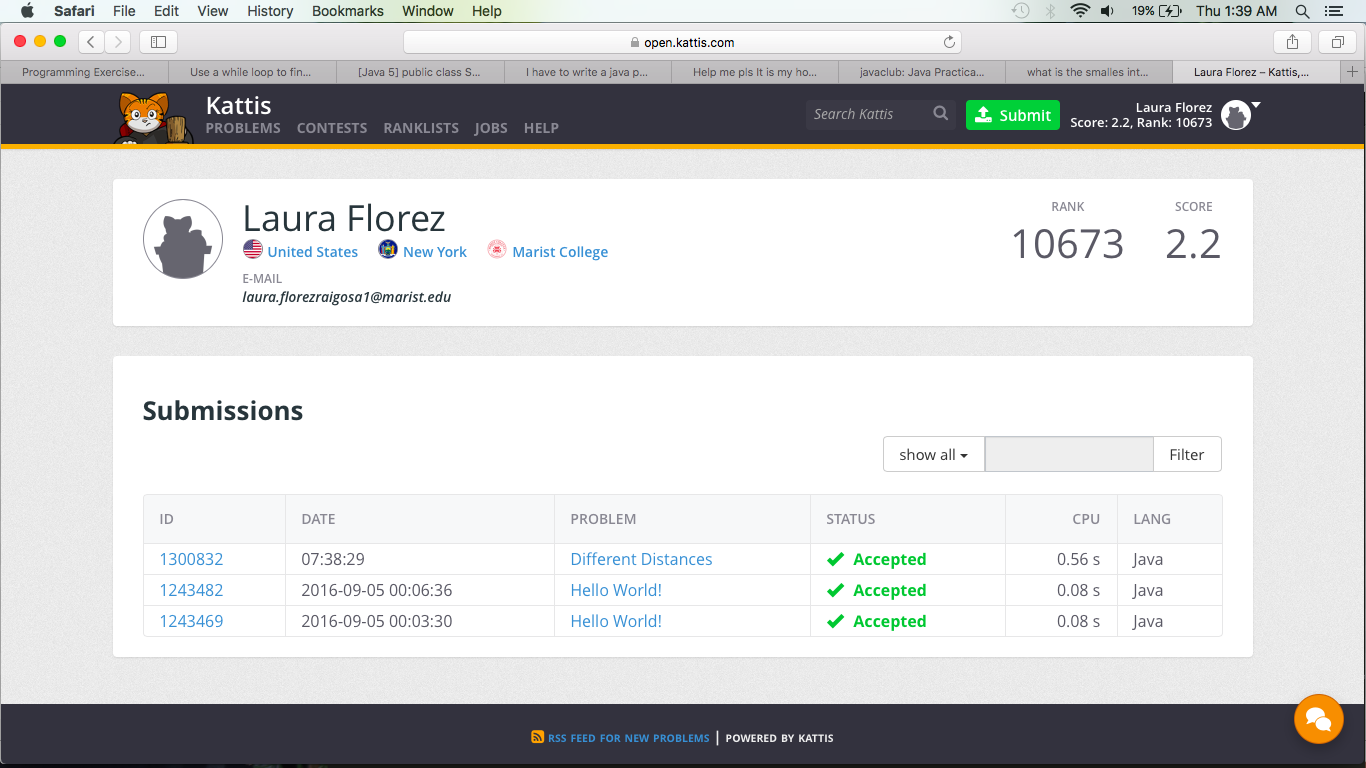 Safari File Edit View History Bookmarks Window Help 19% Thu 1:39 AM
open.kattis.com
Programming Exercise... Use a while loop to fin... [Java 5] public class S... I have to write a java p... Help me pls It is my ho... javaclub: Java Practica... what is the smalles int... Laura Florez – Kattis,...
Kattis
PROBLEMS CONTESTS RANKLISTS JOBS HELP
Search Kattis
Submit
Laura Florez
Score: 2.2, Rank: 10673
Laura Florez
United States New York Marist College
E-MAIL
laura.florezraigosa1@marist.edu
RANK SCORE
10673 2.2
Submissions
show all Filter
ID DATE PROBLEM STATUS CPU LANG
1300832 07:38:29 Different Distances Accepted 0.56 s Java
1243482 2016-09-05 00:06:36 Hello World! Accepted 0.08 s Java
1243469 2016-09-05 00:03:30 Hello World! Accepted 0.08 s Java
RSS FEED FOR NEW PROBLEMS | POWERED BY KATTIS